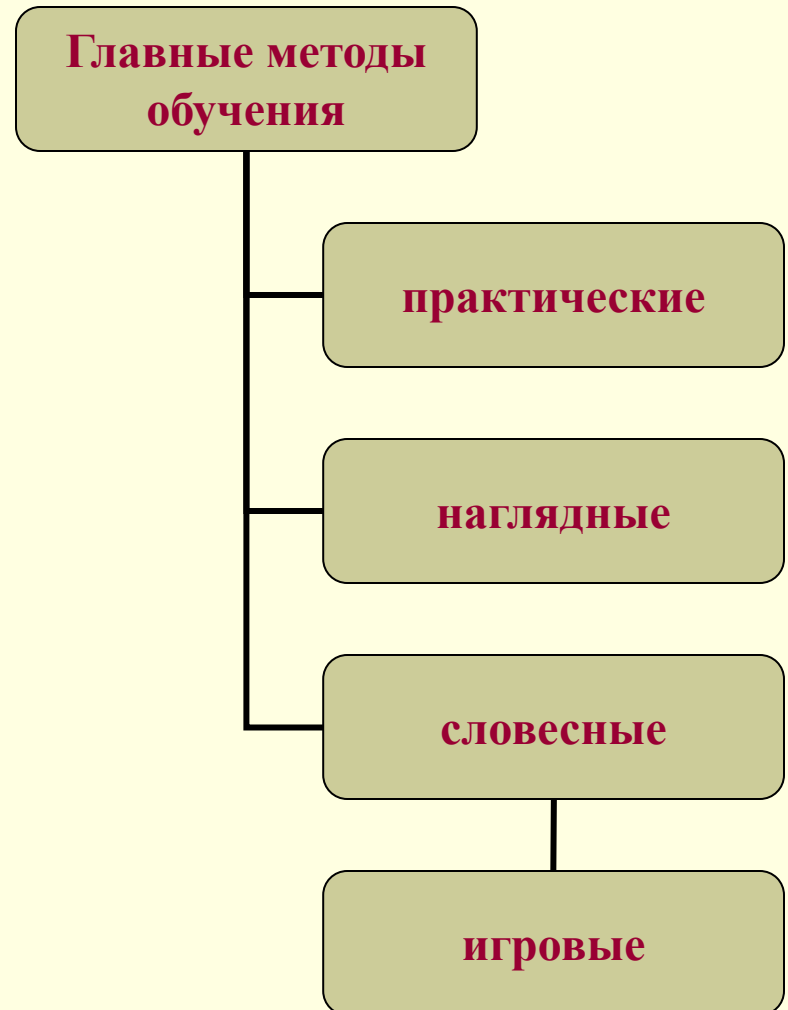 Главные методы
обучения
практические
наглядные
словесные
игровые